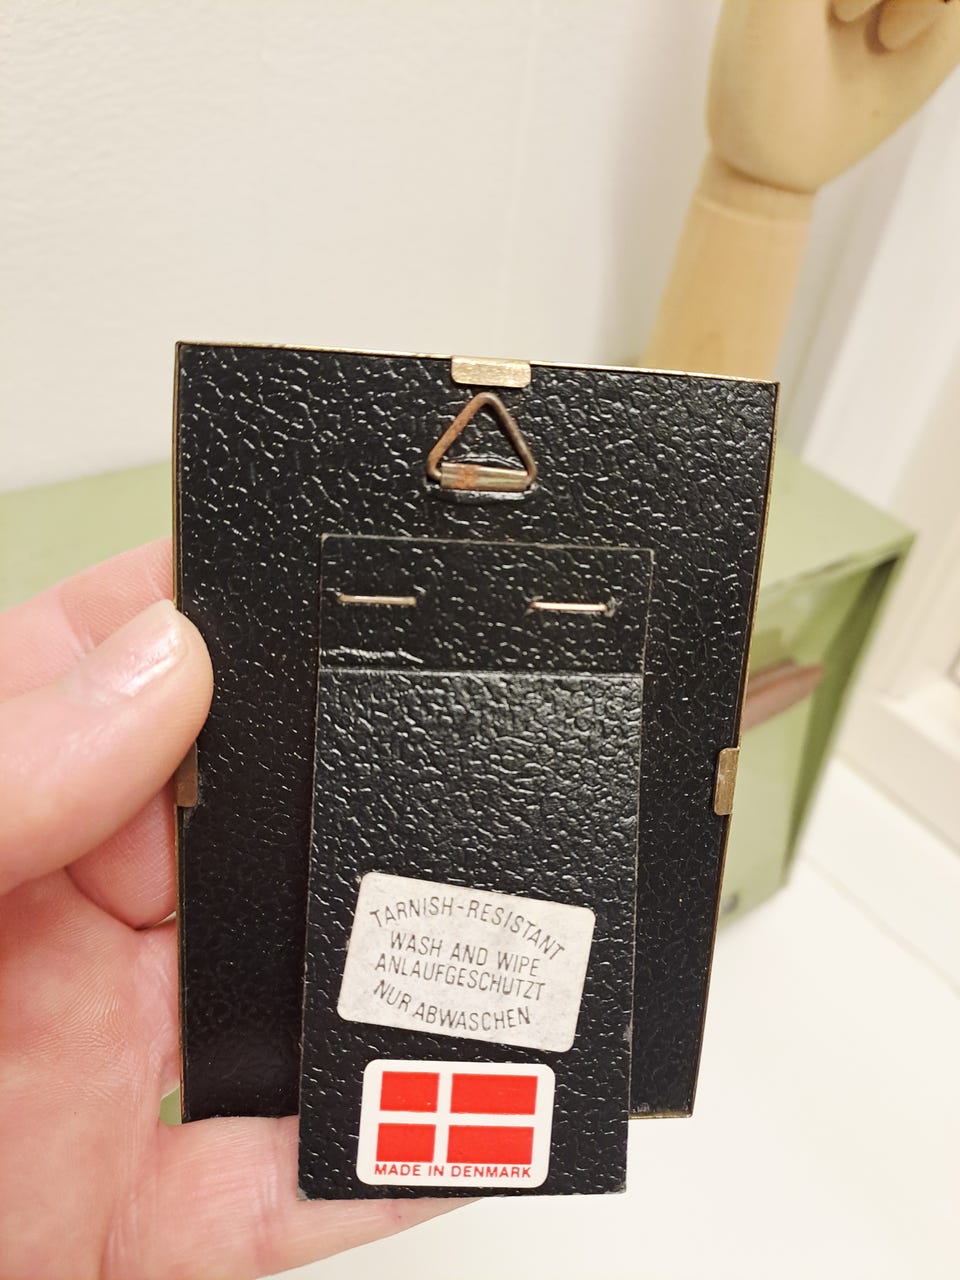 TARNISH-RESISTANT
WASH AND WIPE
ANLAUFGESCHUTZT
NUR ABWASCHEN
MADE IN DENMARK